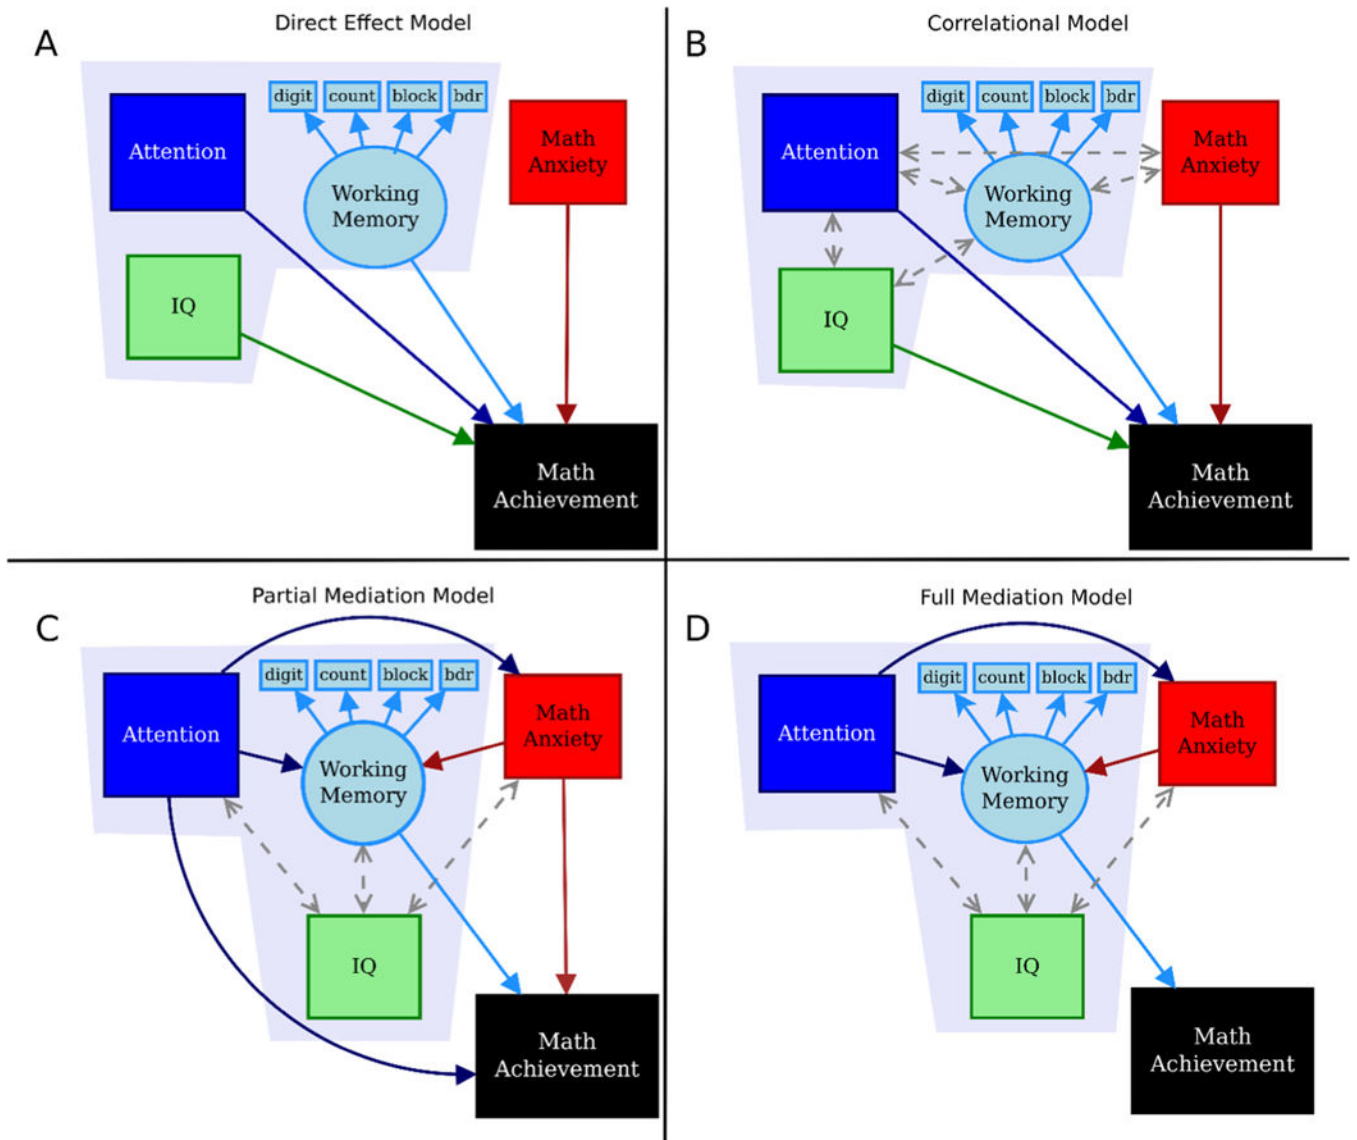 Direct Effect Model
A
digit count block bdr
Attention
Math
Anxiety
Working
Memory
IQ
Math
Achievement
Correlational Model
B
digit count block bdr
Attention
Math
Anxiety
Working
Memory
IQ
Math
Achievement
Partial Mediation Model
C
digit count block bdr
Attention
Math
Anxiety
Working
Memory
IQ
Math
Achievement
Full Mediation Model
D
digit count block bdr
Attention
Math
Anxiety
Working
Memory
IQ
Math
Achievement